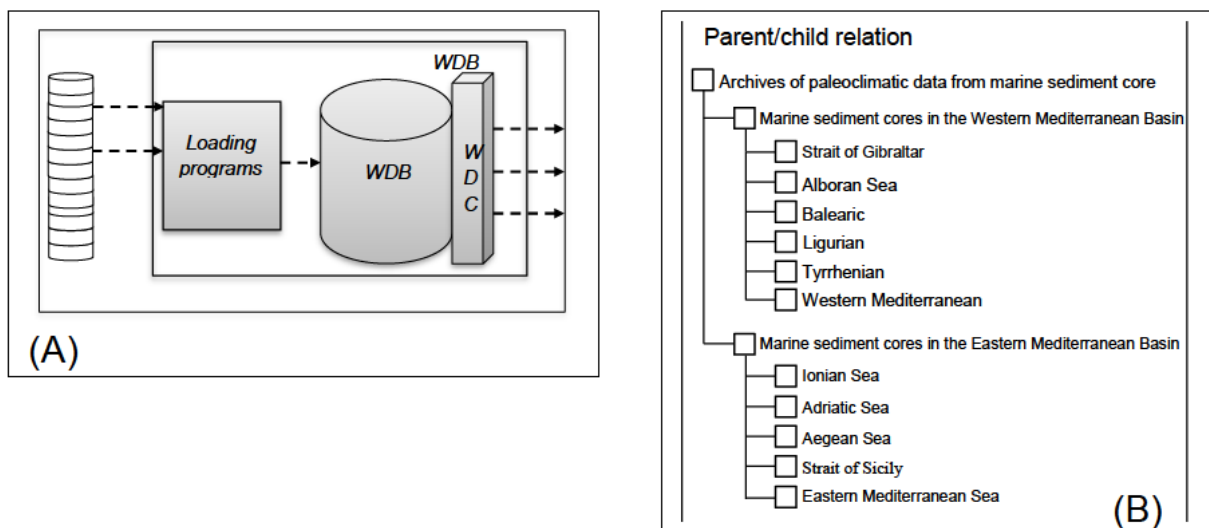 WDB
Loading
programs
WDB
W
D
C
(A)
Parent/child relation
Archives of paleoclimatic data from marine sediment core
Marine sediment cores in the Western Mediterranean Basin
Strait of Gibraltar
Alboran Sea
Balearic
Ligurian
Tyrrhenian
Western Mediterranean
Marine sediment cores in the Eastern Mediterranean Basin
Ionian Sea
Adriatic Sea
Aegean Sea
Strait of Sicily
Eastern Mediterranean Sea
(B)